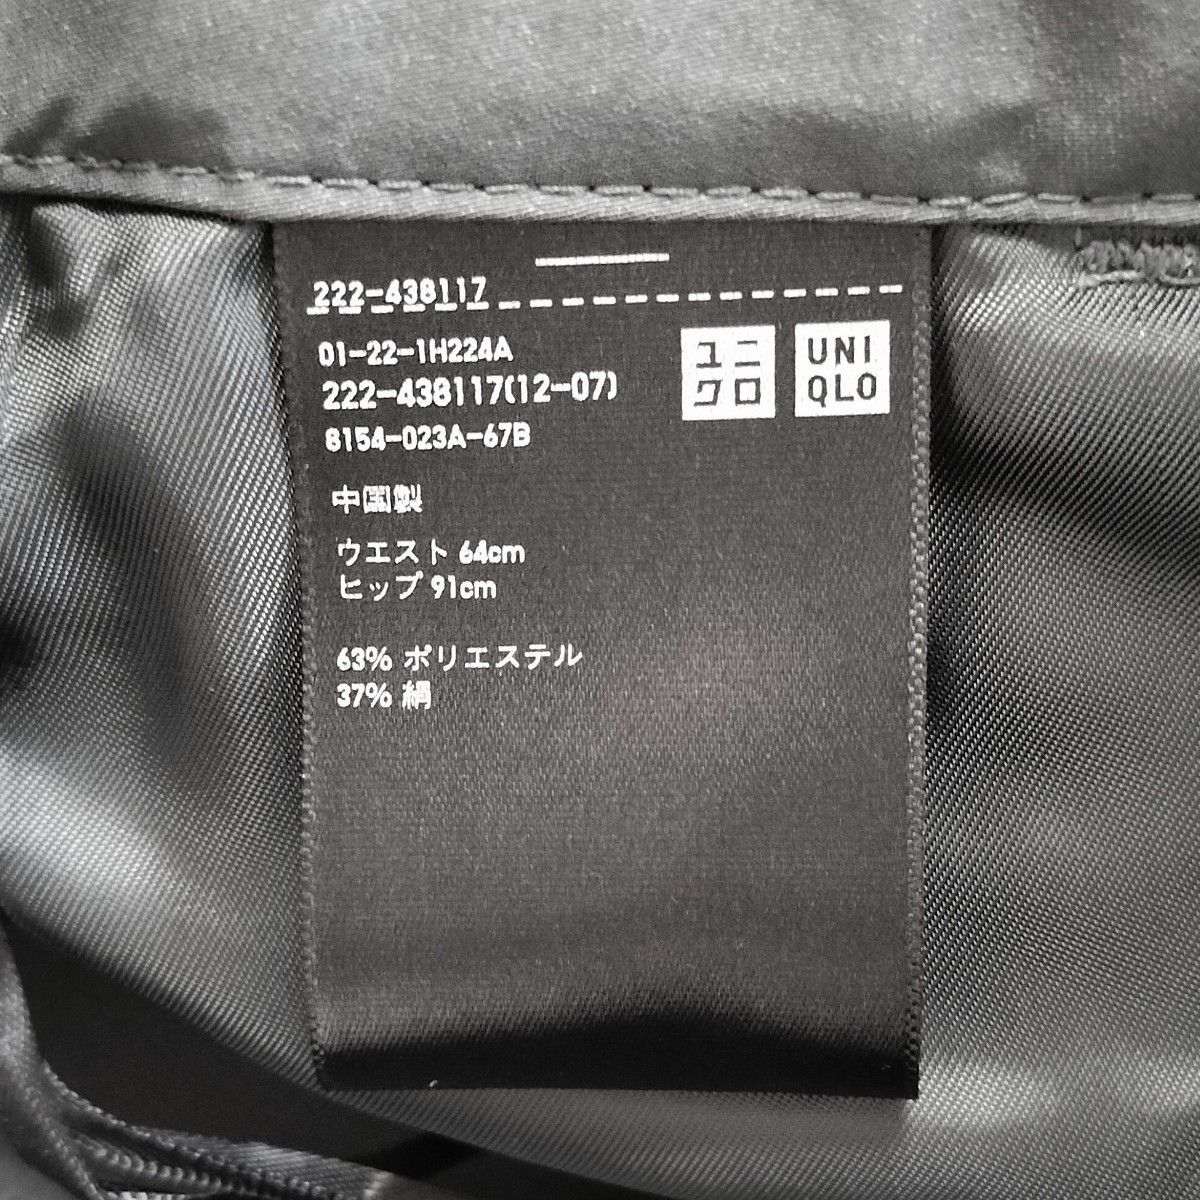 222-438117
01-22-1H224A
222-438117(12-07)
8154-023A-67B
ユニ
クロ
UNI
QLO
中国製
ウエスト 64cm
ヒップ 91cm
63% ポリエステル
37% 絹